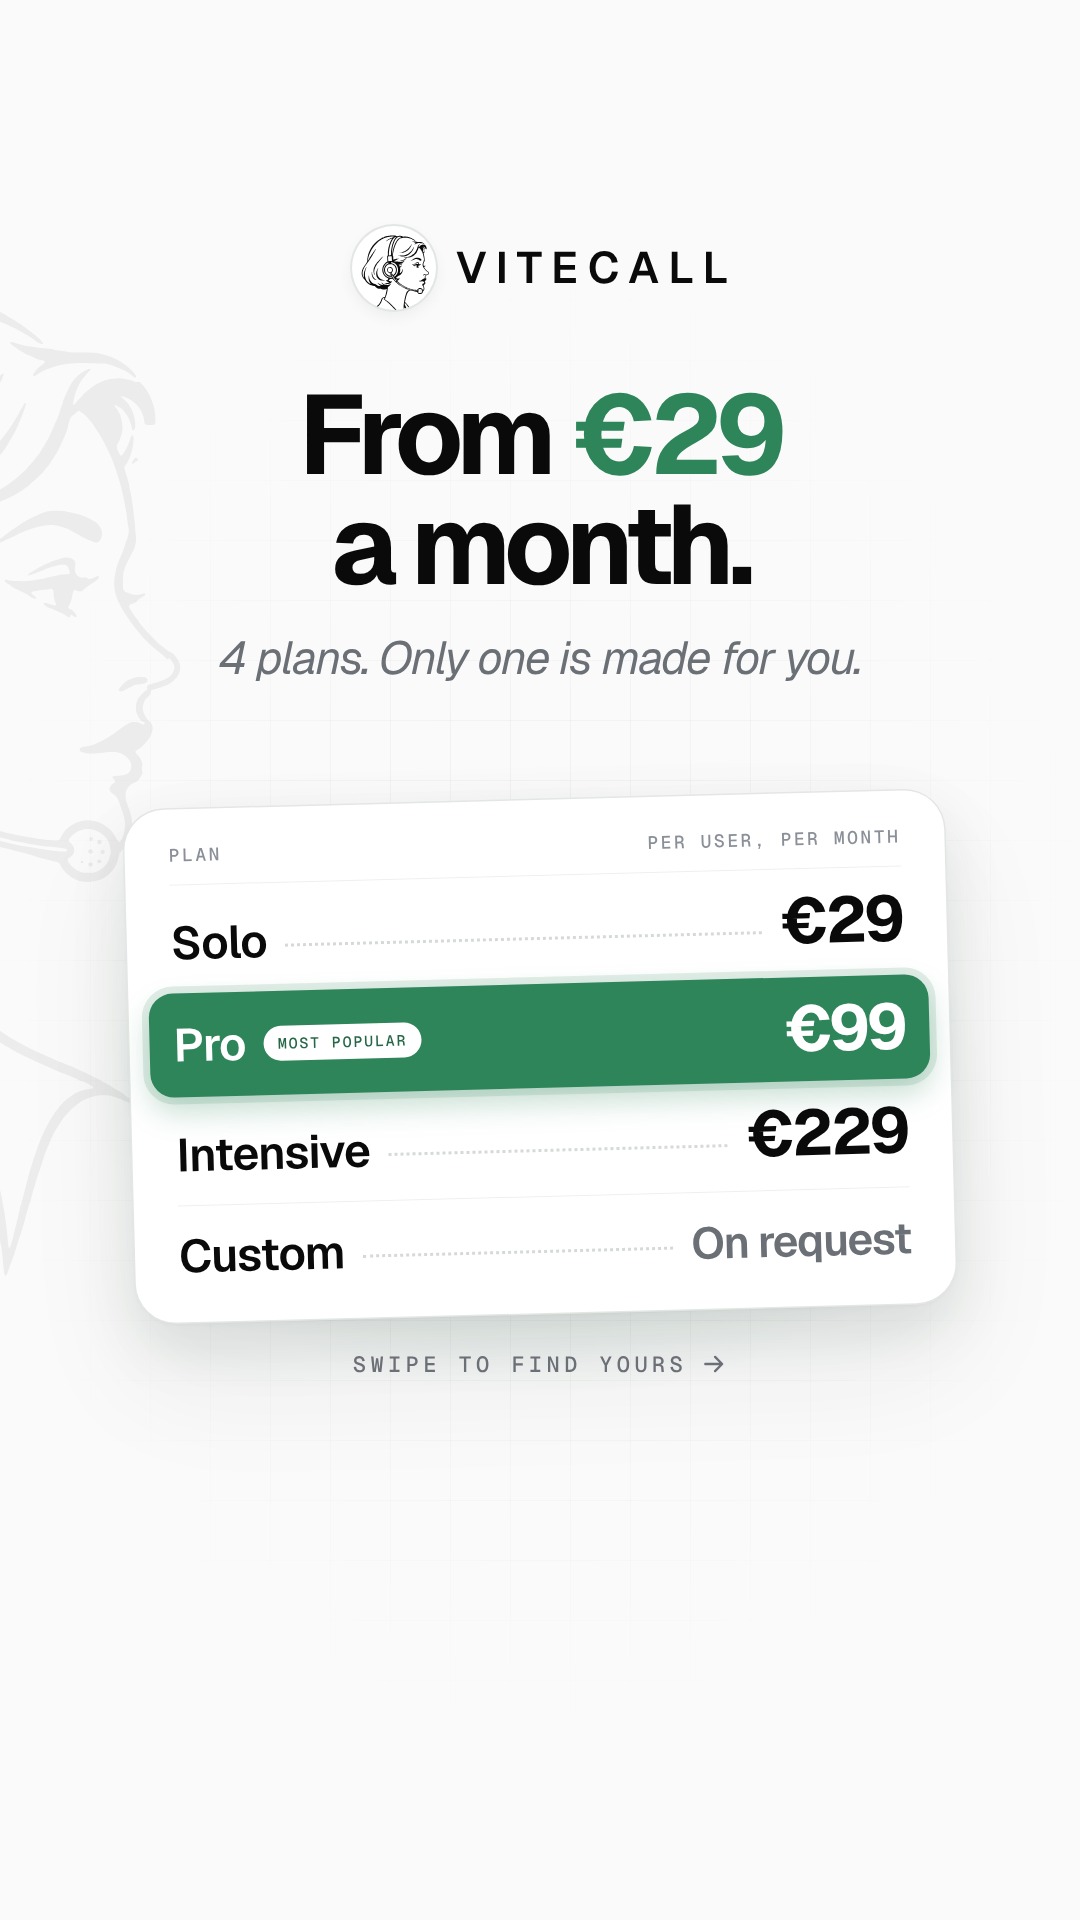 VITECALL
From €29
a month.
4 plans. Only one is made for you.
PLAN PER USER, PER MONTH
Solo €29
Pro MOST POPULAR €99
Intensive €229
Custom On request
SWIPE TO FIND YOURS →